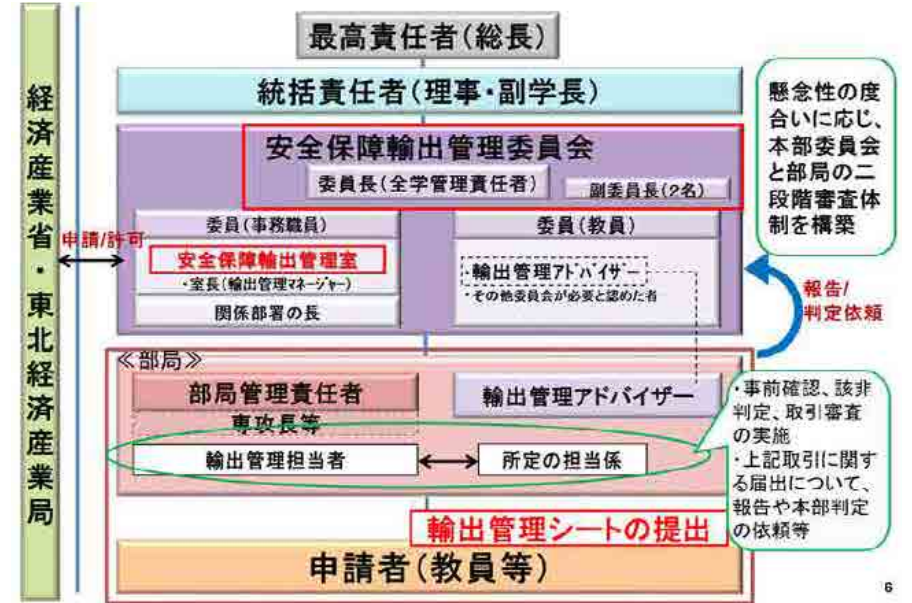 最高責任者(総長)
統括責任者(理事・副学長)
安全保障輸出管理委員会
委員長(全学管理責任者)
副委員長(2名)
委員(事務職員)
安全保障輸出管理室
・室長(輸出管理マネージャー)
関係部署の長
委員(教員)
・輸出管理アドバイザー
・その他委員会が必要と認めた者
経済産業省・東北経済産業局
申請/許可
懸念性の度
合いに応じ、
本部委員会
と部局の二
段階審査体
制を構築
報告/
判定依頼
≪部局≫
部局管理責任者
専攻長等
輸出管理アドバイザー
輸出管理担当者
所定の担当係
・事前確認、該非
判定、取引審査
の実施
・上記取引に関す
る届出について、
報告や本部判定
の依頼等
輸出管理シートの提出
申請者(教員等)
6